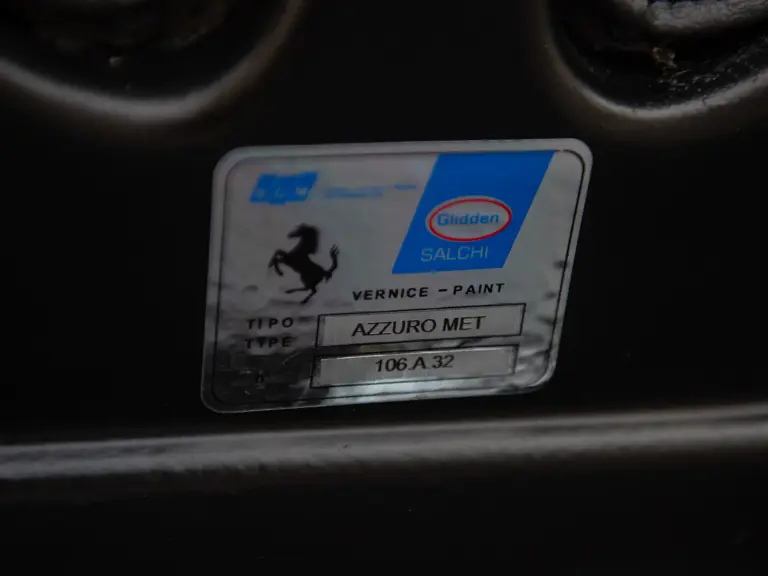 Glidden
SALCHI
VERNICE – PAINT
TIPO
TYPE
AZZURO MET
n
106.A.32